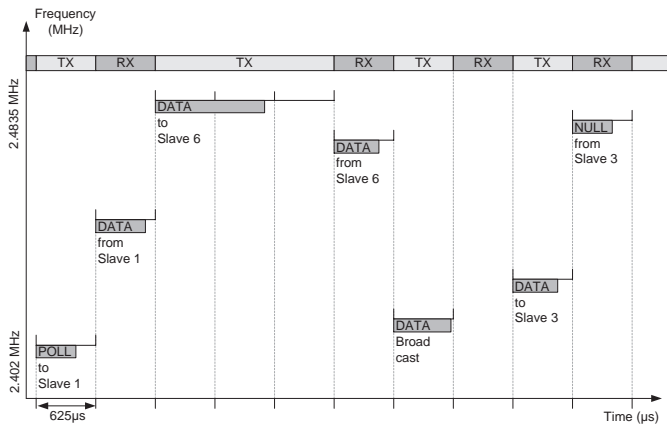 Frequency
(MHz)
TX
RX
TX
RX
TX
RX
TX
RX
2.4835 MHz
DATA
to
Slave 6
NULL
from
Slave 3
DATA
from
Slave 6
DATA
from
Slave 1
DATA
to
Slave 3
DATA
Broad
cast
2.402 MHz
POLL
to
Slave 1
625µs
Time (µs)